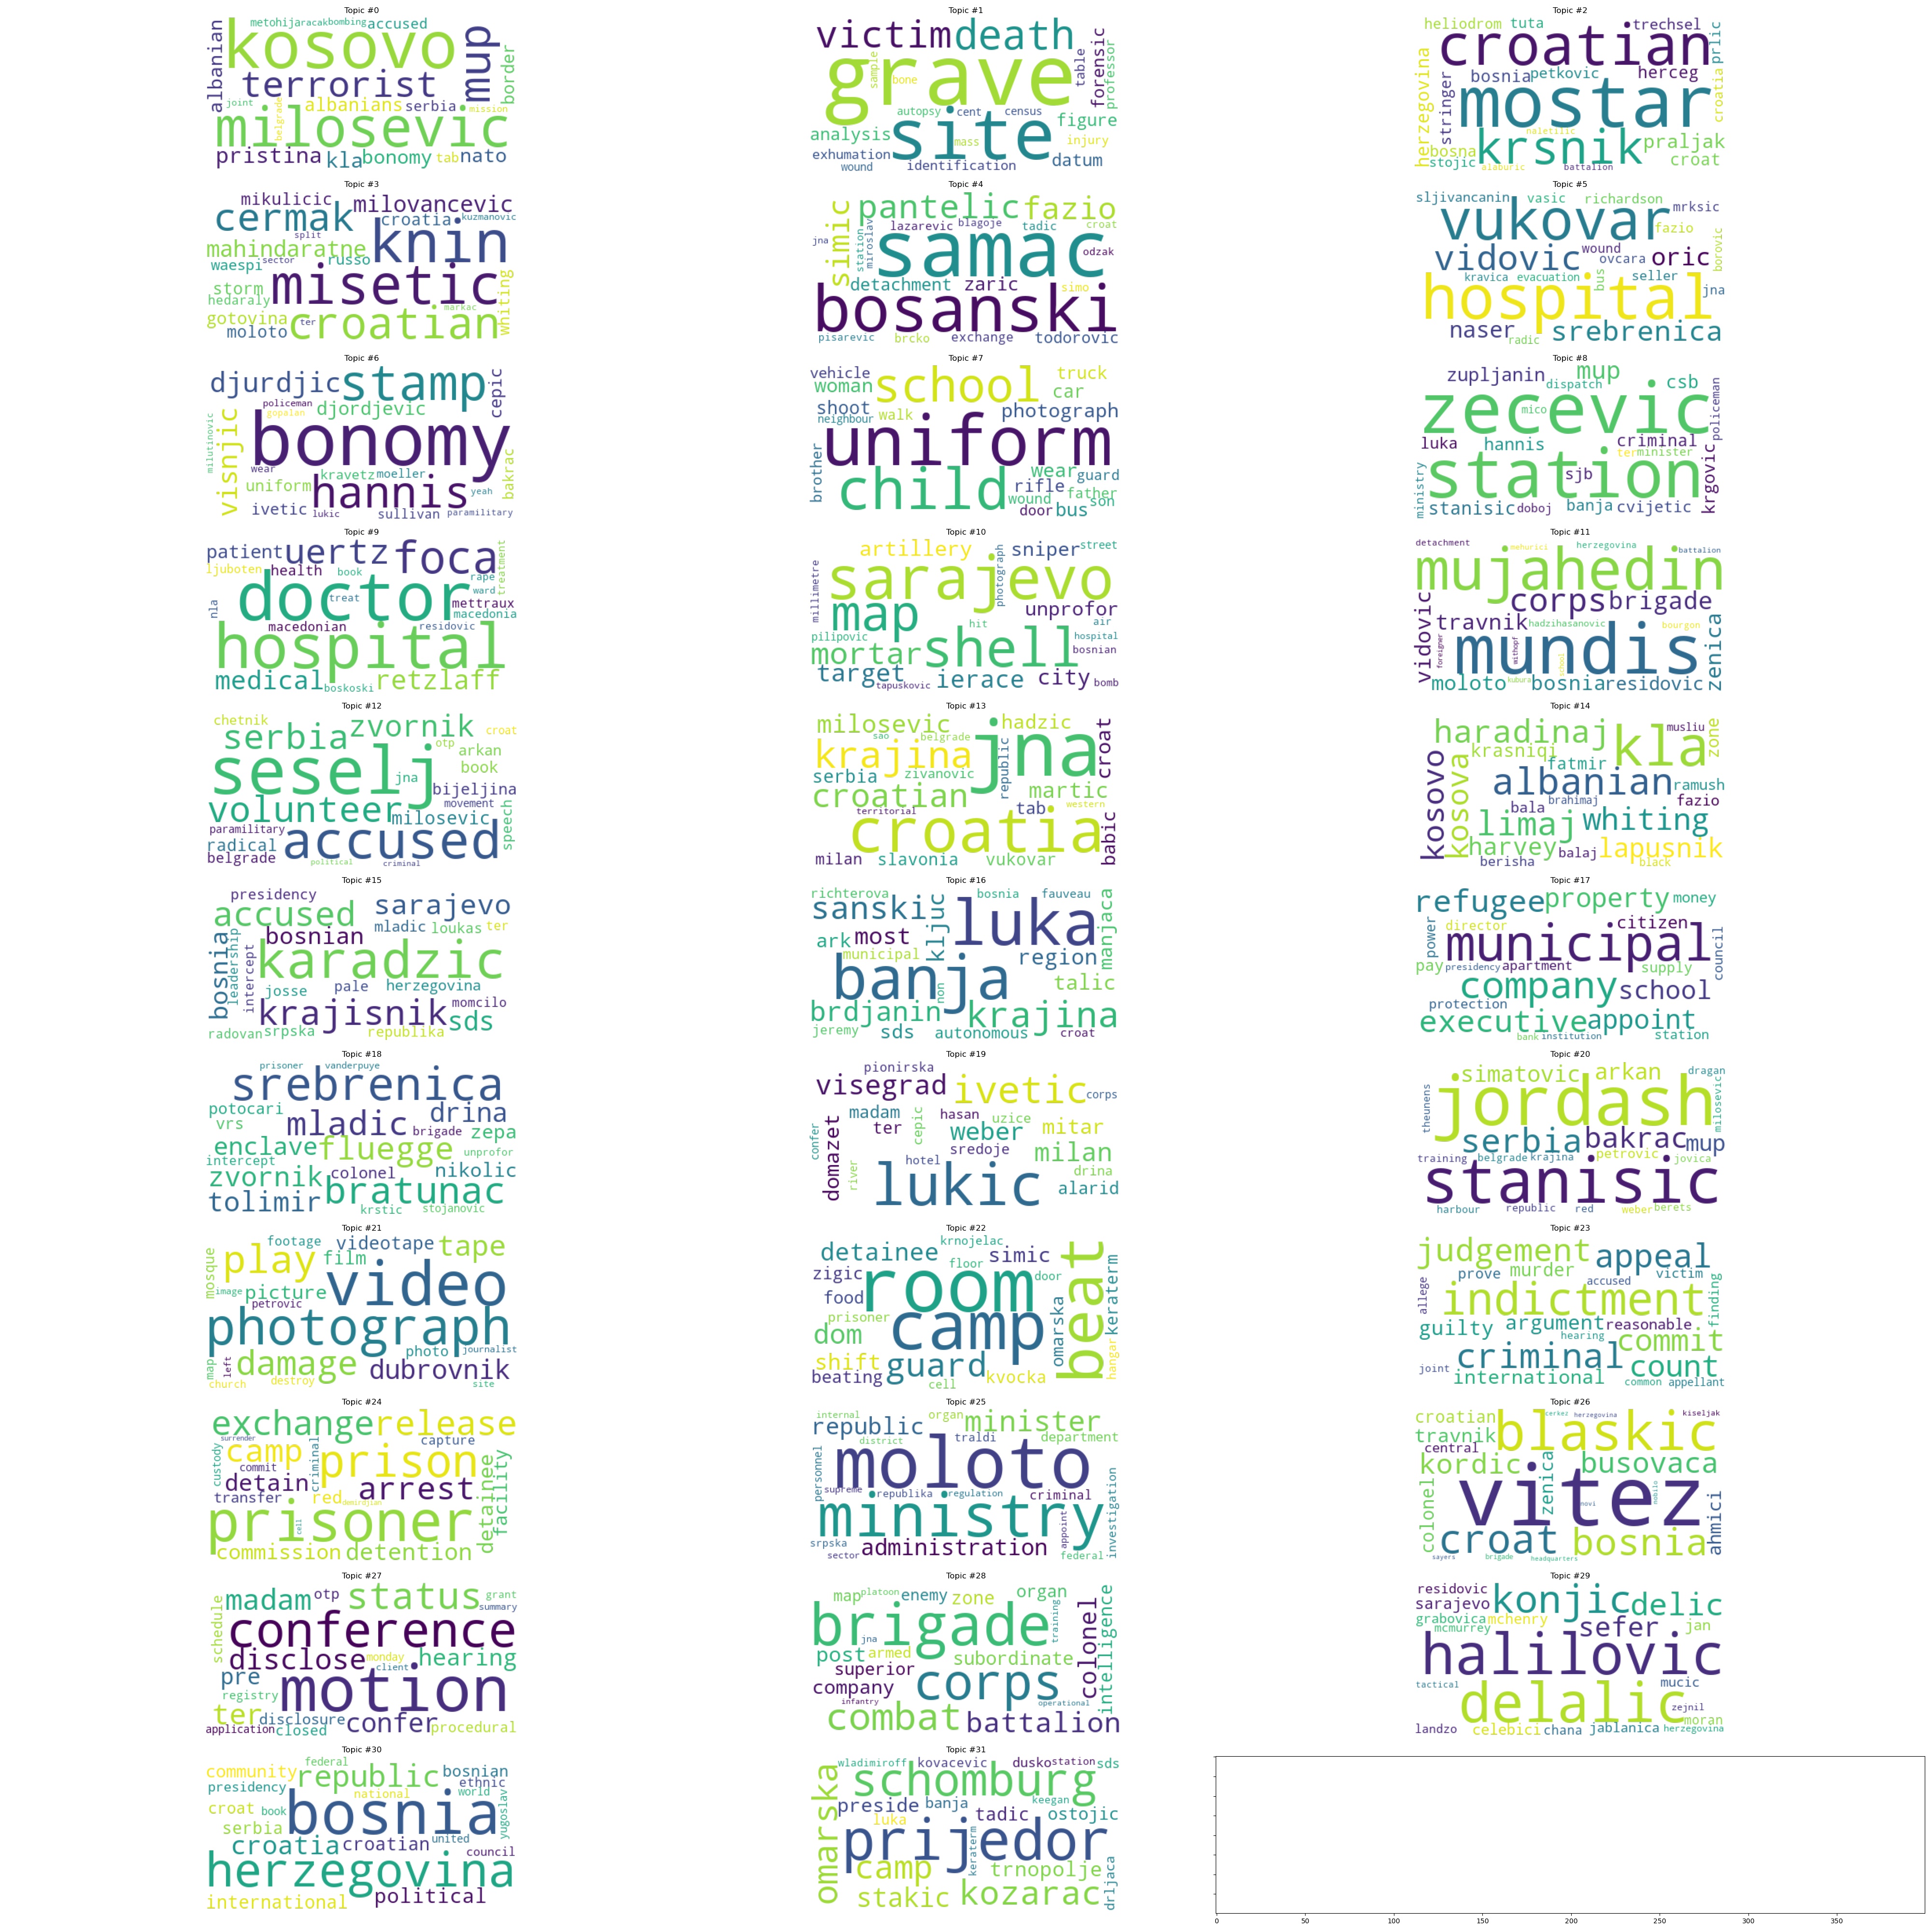 Topic #0
metohija racak bombing accused
albanian kosovo mup border
terrorist
joint albanians serbia
belgrade mission
milosevic
pristina kla bonomy tab nato
Topic #1
victim death
sample bone table forensic professor
grave
autopsy cent census figure
analysis site mass injury
exhumation datum
wound identification
Topic #2
heliodrom tuta trechsel
croatian prlic
herzegovina bosnia petkovic herceg croatia
stringer mostar
naletilic
bosna krsnik praljak
stojic croat
alaburic battalion
Topic #3
mikulicic milovancevic
cermak croatia kuzmanovic
split knin
mahindaratne
waespi sector russo
storm misetic whiting
hedaralj
gotovina markac
moloto ter croatian
Topic #4
pantelic fazio
simic lazarevic blagoje tadic croat
jna station miroslav samac odzak
detachment zaric simo
bosanski
pisarevic brcko exchange todorovic
Topic #5
sljivancanin vasic richardson
vukovar mrksic
fazio
vidovic wound oric borovic
ovcara
kravica evacuation bus seller
hospital jna
naser radic srebrenica
Topic #6
djurdjic stamp cepic
policeman
gopalan djordjevic
milutinovic visnjic bonomy
wear kravetz moeller bakrac
uniform hannis yeah
ivetic lukic sullivan paramilitary
Topic #7
vehicle school truck
woman car
shoot walk photograph
neighbour
uniform
brother child wear guard
rifle
wound father
door bus son
Topic #8
zupljanin mup
dispatch csb
zecevic policeman
mico
luka hannis criminal
ter minister
ministry station krgovic
sjb
stanisic doboj banja cvijetic
Topic #9
patient uertz foca
ljuboten health book treatment
doctor rape
ward
nla treat mettraux
macedonia
macedonian residovic
hospital
medical boskoski retzlaff
Topic #10
artillery sniper street
millimetre sarajevo photograph
map unprofor
hit air
pilipovic hospital
mortar shell bosnian
target ierace city
tapuskovic bomb
Topic #11
detachment mehurici herzegovina battalion
mujahedin
corps brigade
vidovic travnik hadzihasanovic bourgon
foreigner mundis withopf school zenica
moloto kubura bosnia residovic
Topic #12
chetnik zvornik croat
serbia otp arkan
seselj book
jna bijeljina
volunteer movement
milosevic speech
paramilitary
radical accused
belgrade political criminal
Topic #13
milosevic hadzic
sao belgrade jna croat
krajina republic
serbia zivanovic
croatian martic
territorial tab western
croatia babic
milan slavonia vukovar
Topic #14
haradinaj kla musliu zone
krasniqi
kosovo kosova fatmir
albanian ramush
bala brahimaj fazio
limaj whiting
harvey balaj lapusnik
berisha black
Topic #15
presidency
accused sarajevo
mladic loukas ter
bosnian
bosnia leadership intercept karadzic
josse pale herzegovina
krajisnik momcilo
sds
radovan srpska republika
Topic #16
richterova bosnia fauveau
sanski kljuc luka manjaca
ark most
municipal region
banja talic
non
brdjanin krajina
jeremy sds autonomous croat
Topic #17
refugee property money
power director citizen council
municipal
pay presidency apartment supply
company school
protection
executive appoint
bank institution station
Topic #18
prisoner vanderpuye
srebrenica
potocari mladic drina
vrs brigade zepa
enclave fluegge unprofor
intercept
zvornik colonel nikolic
tolimir bratunac
krstic stojanovic
Topic #19
pionirska
visegrad ivetic corps
madam hasan uzice
confer domazet ter cepic weber mitar
sredoje milan
river hotel drina
lukic alarid
Topic #20
simatovic arkan dragan
theunens jordash milosevic
serbia bakrac mup
training belgrade krajina petrovic jovica
stanisic
harbour republic red weber berets
Topic #21
footage videotape tape
mosque play film
image picture video
petrovic
photograph
map left damage photo journalist
dubrovnik
church destroy site
Topic #22
krnojelac
detainee floor simic beat
zigic room door
food omarska keraterm
prisoner camp
dom
shift guard hangar
beating cell kvocka
Topic #23
judgement appeal
prove murder victim
allege accused finding
indictment
guilty argument reasonable
hearing commit
criminal
joint international count
common appellant
Topic #24
exchange release
surrender camp capture
custody commit criminal prison
detain arrest detainee facility
transfer red demirdjian
prisoner
cell
commission detention
Topic #25
internal organ minister
republic traldi department
district
personnel moloto
supreme republika regulation criminal
ministry investigation
srpska appoint
sector administration federal
Topic #26
cerkez herzegovina kiseljak
croatian blaskic
travnik
central
kordic busovaca
colonel zenica vitez mobilu
novi
croat bosnia ahmici
sayers brigade headquarters
Topic #27
madam otp status grant
summary
schedule conference
disclose monday hearing
pre client
registry motion
ter disclosure
application closed confer procedural
Topic #28
map platoon enemy zone organ
brigade training colonel intelligence
jna
post armed subordinate
superior
company corps
infantry operational
combat battalion
Topic #29
residovic konjic delic
sarajevo
grabovica mchenry sefer jan
mcmurrey
halilovic
tactical mucic
delalic zejnil
moran
landzo celebici chana jablanica herzegovina
Topic #30
community federal bosnian
presidency republic ethnic
national world
croat book bosnia yugoslav
serbia
croatia croatian united
council
herzegovina
international political
Topic #31
wladimiroff kovacevic dusko station sds
omarska schomburg
preside banja keegan
luka tadic ostojic
prijedor
camp keraterm trnopolje
stakic kozarac drljaca
0 50 100 150 200 250 300 350